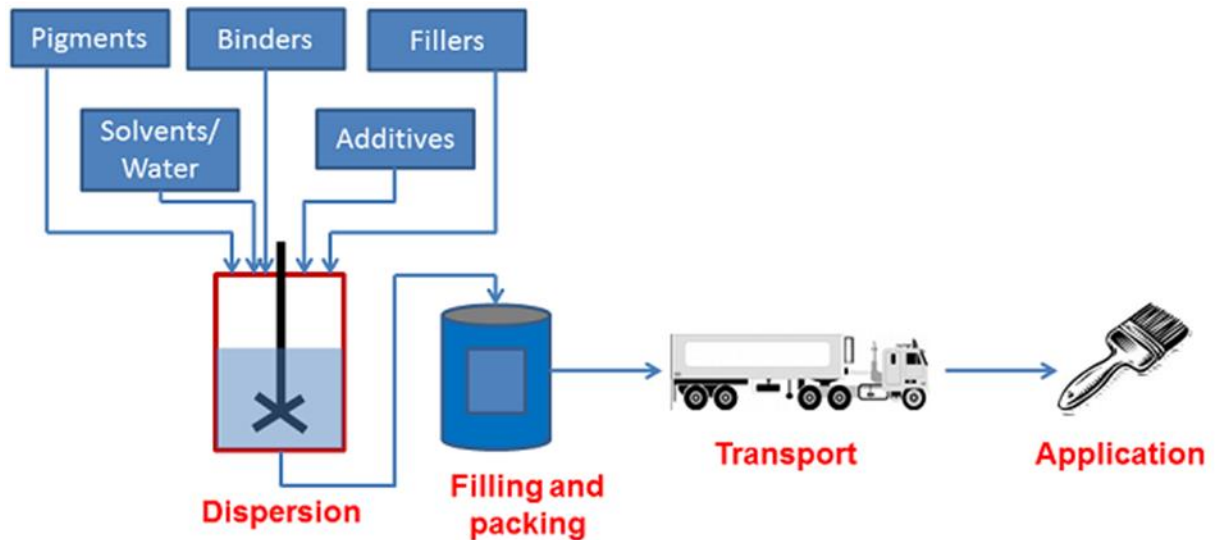 Pigments
Binders
Fillers
Solvents/
Water
Additives
Dispersion
Filling and
packing
Transport
Application